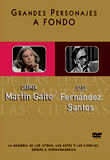 GRANDES PERSONAJES
A FONDO
CARMEN
Martín Gaite
JESÚS
Fernández
Santos
LA MEMORIA DE LAS LETRAS, LAS ARTES Y LAS CIENCIAS,
ESPAÑA E HISPANOAMÉRICA
DVD